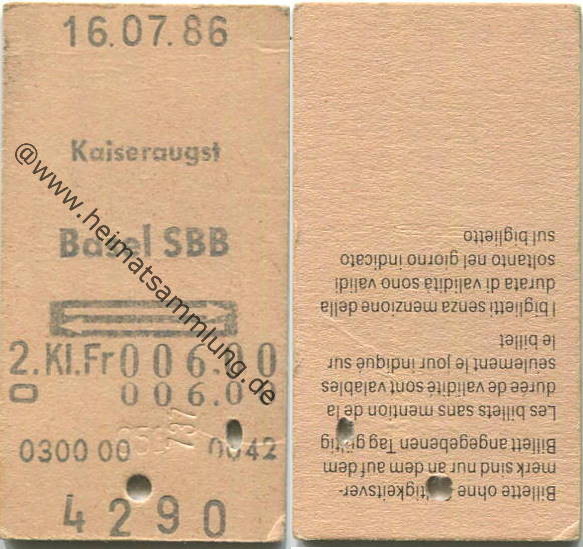 16.07.86
Kaiseraugst
Basel SBB
2.Kl.Fr 006.00
0 006.00
0300 00 0042
4290
@www.heimatsammlung.de
Billette ohne Gültigkeitsver-
merk sind nur an dem auf dem
Billett angegebenen Tag gültig
Les billets sans mention de la
durée de validité sont valables
seulement le jour indiqué sur
le billet
I biglietti senza menzione della
durata di validità sono validi
soltanto nel giorno indicato
sul biglietto